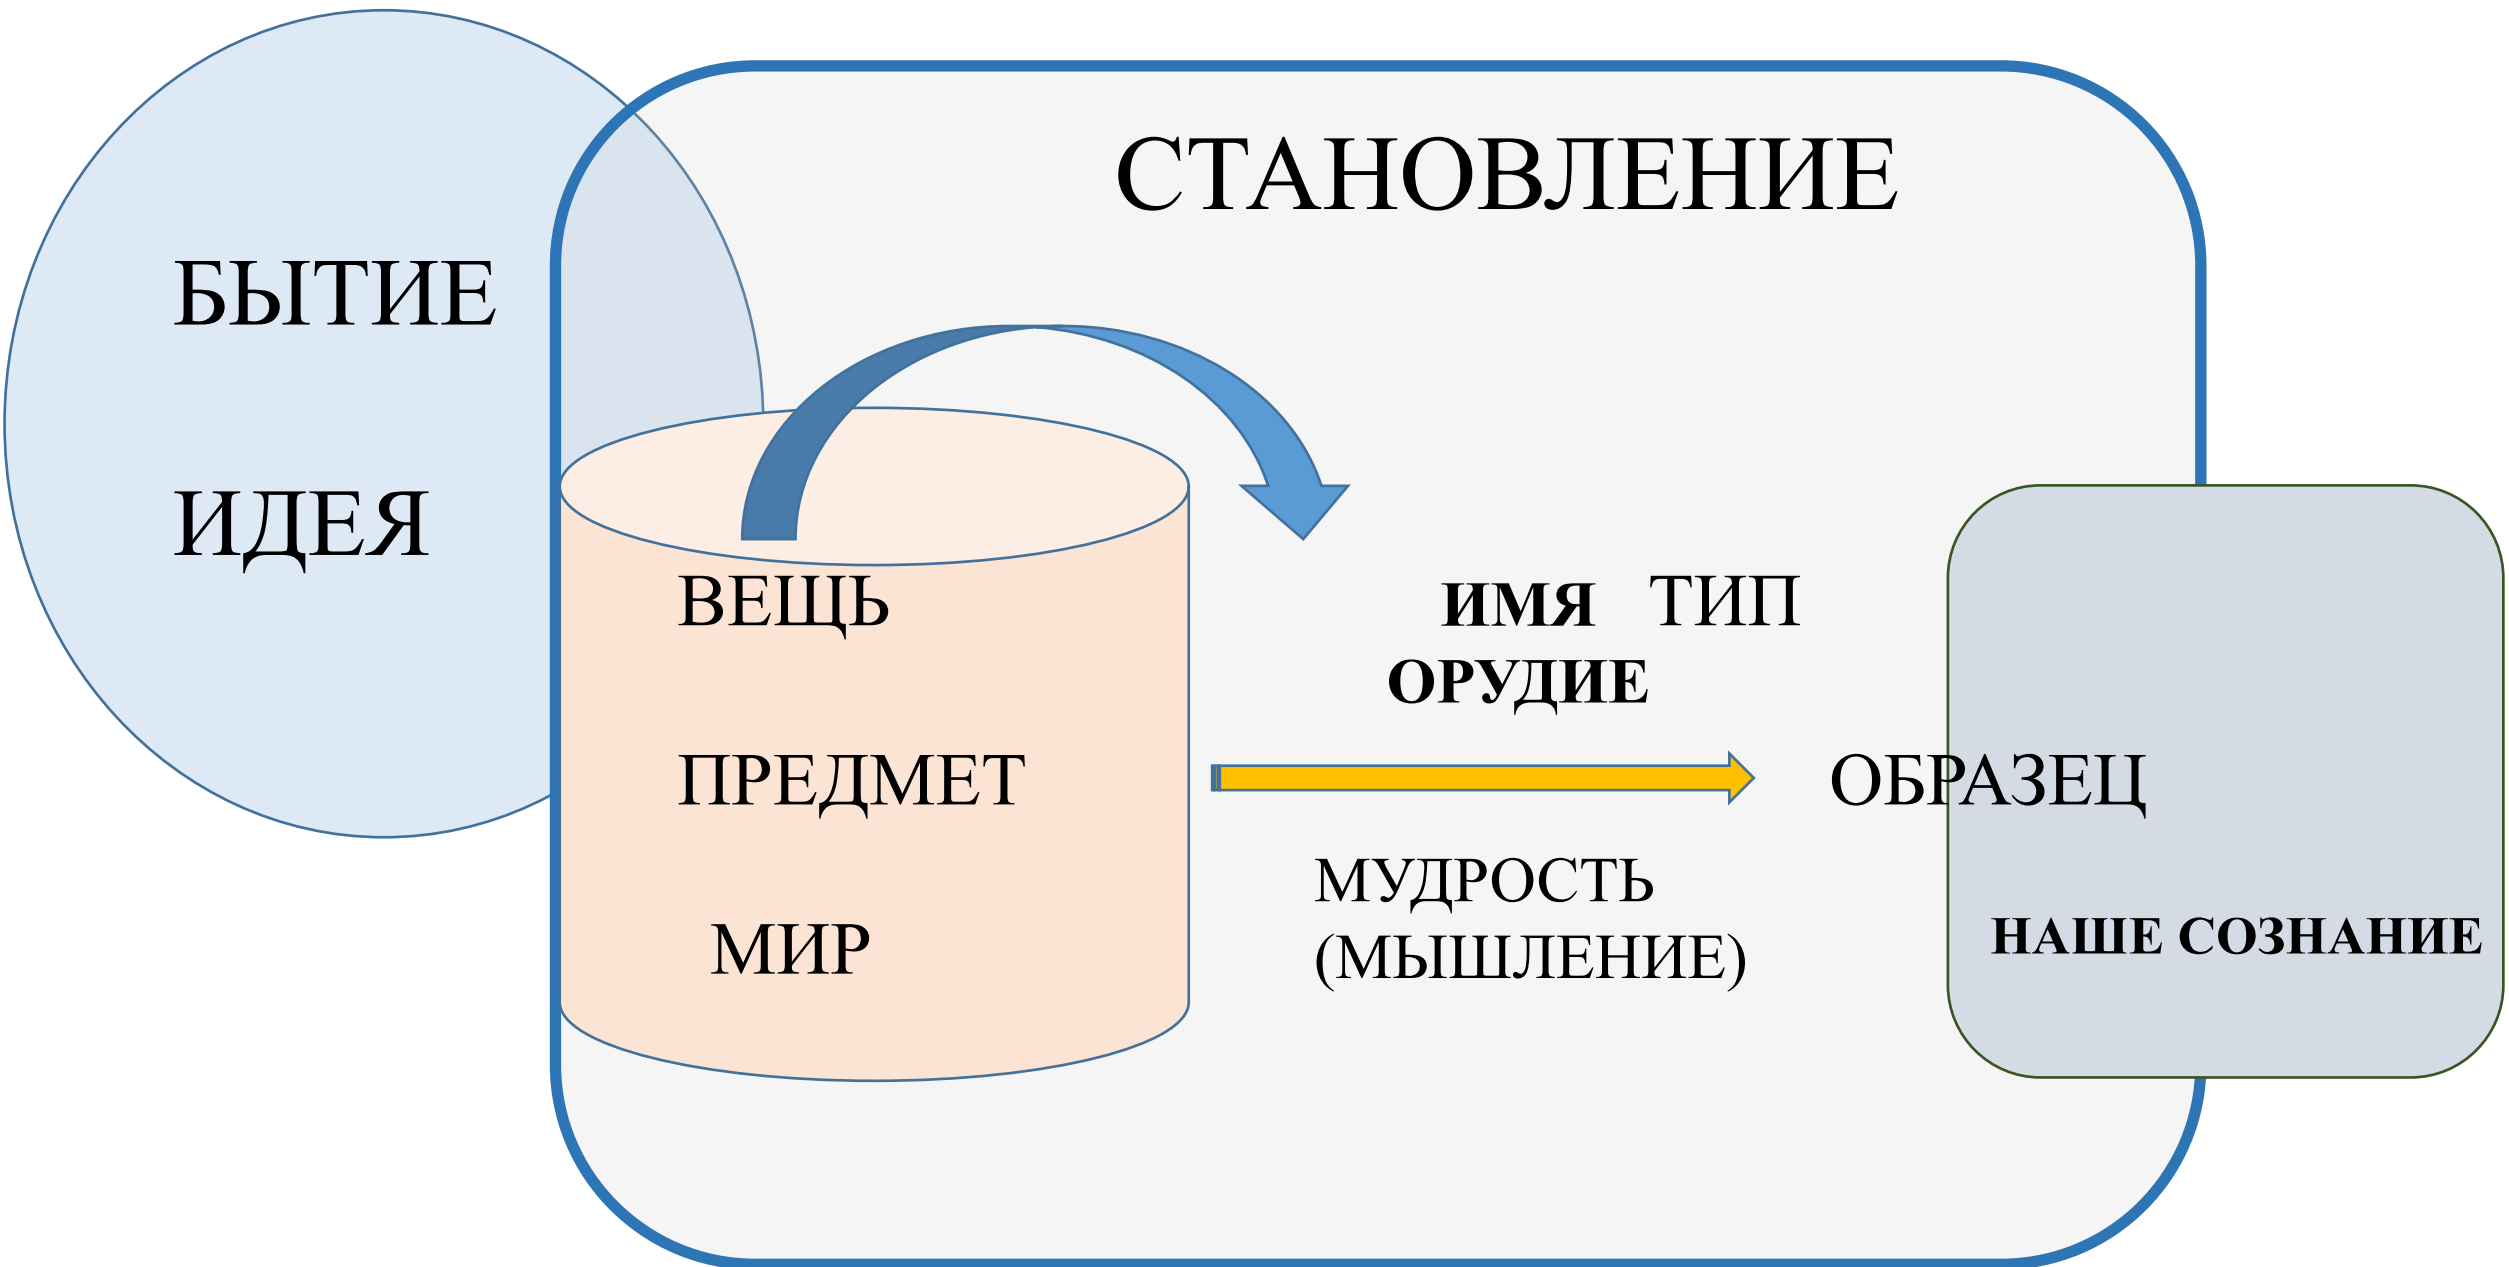 СТАНОВЛЕНИЕ
БЫТИЕ
ИДЕЯ
ВЕЩЬ
ИМЯ ТИП
ОРУДИЕ
ПРЕДМЕТ
ОБРАЗЕЦ
МУДРОСТЬ
(МЫШЛЕНИЕ)
МИР
НАШЕ СОЗНАНИЕ